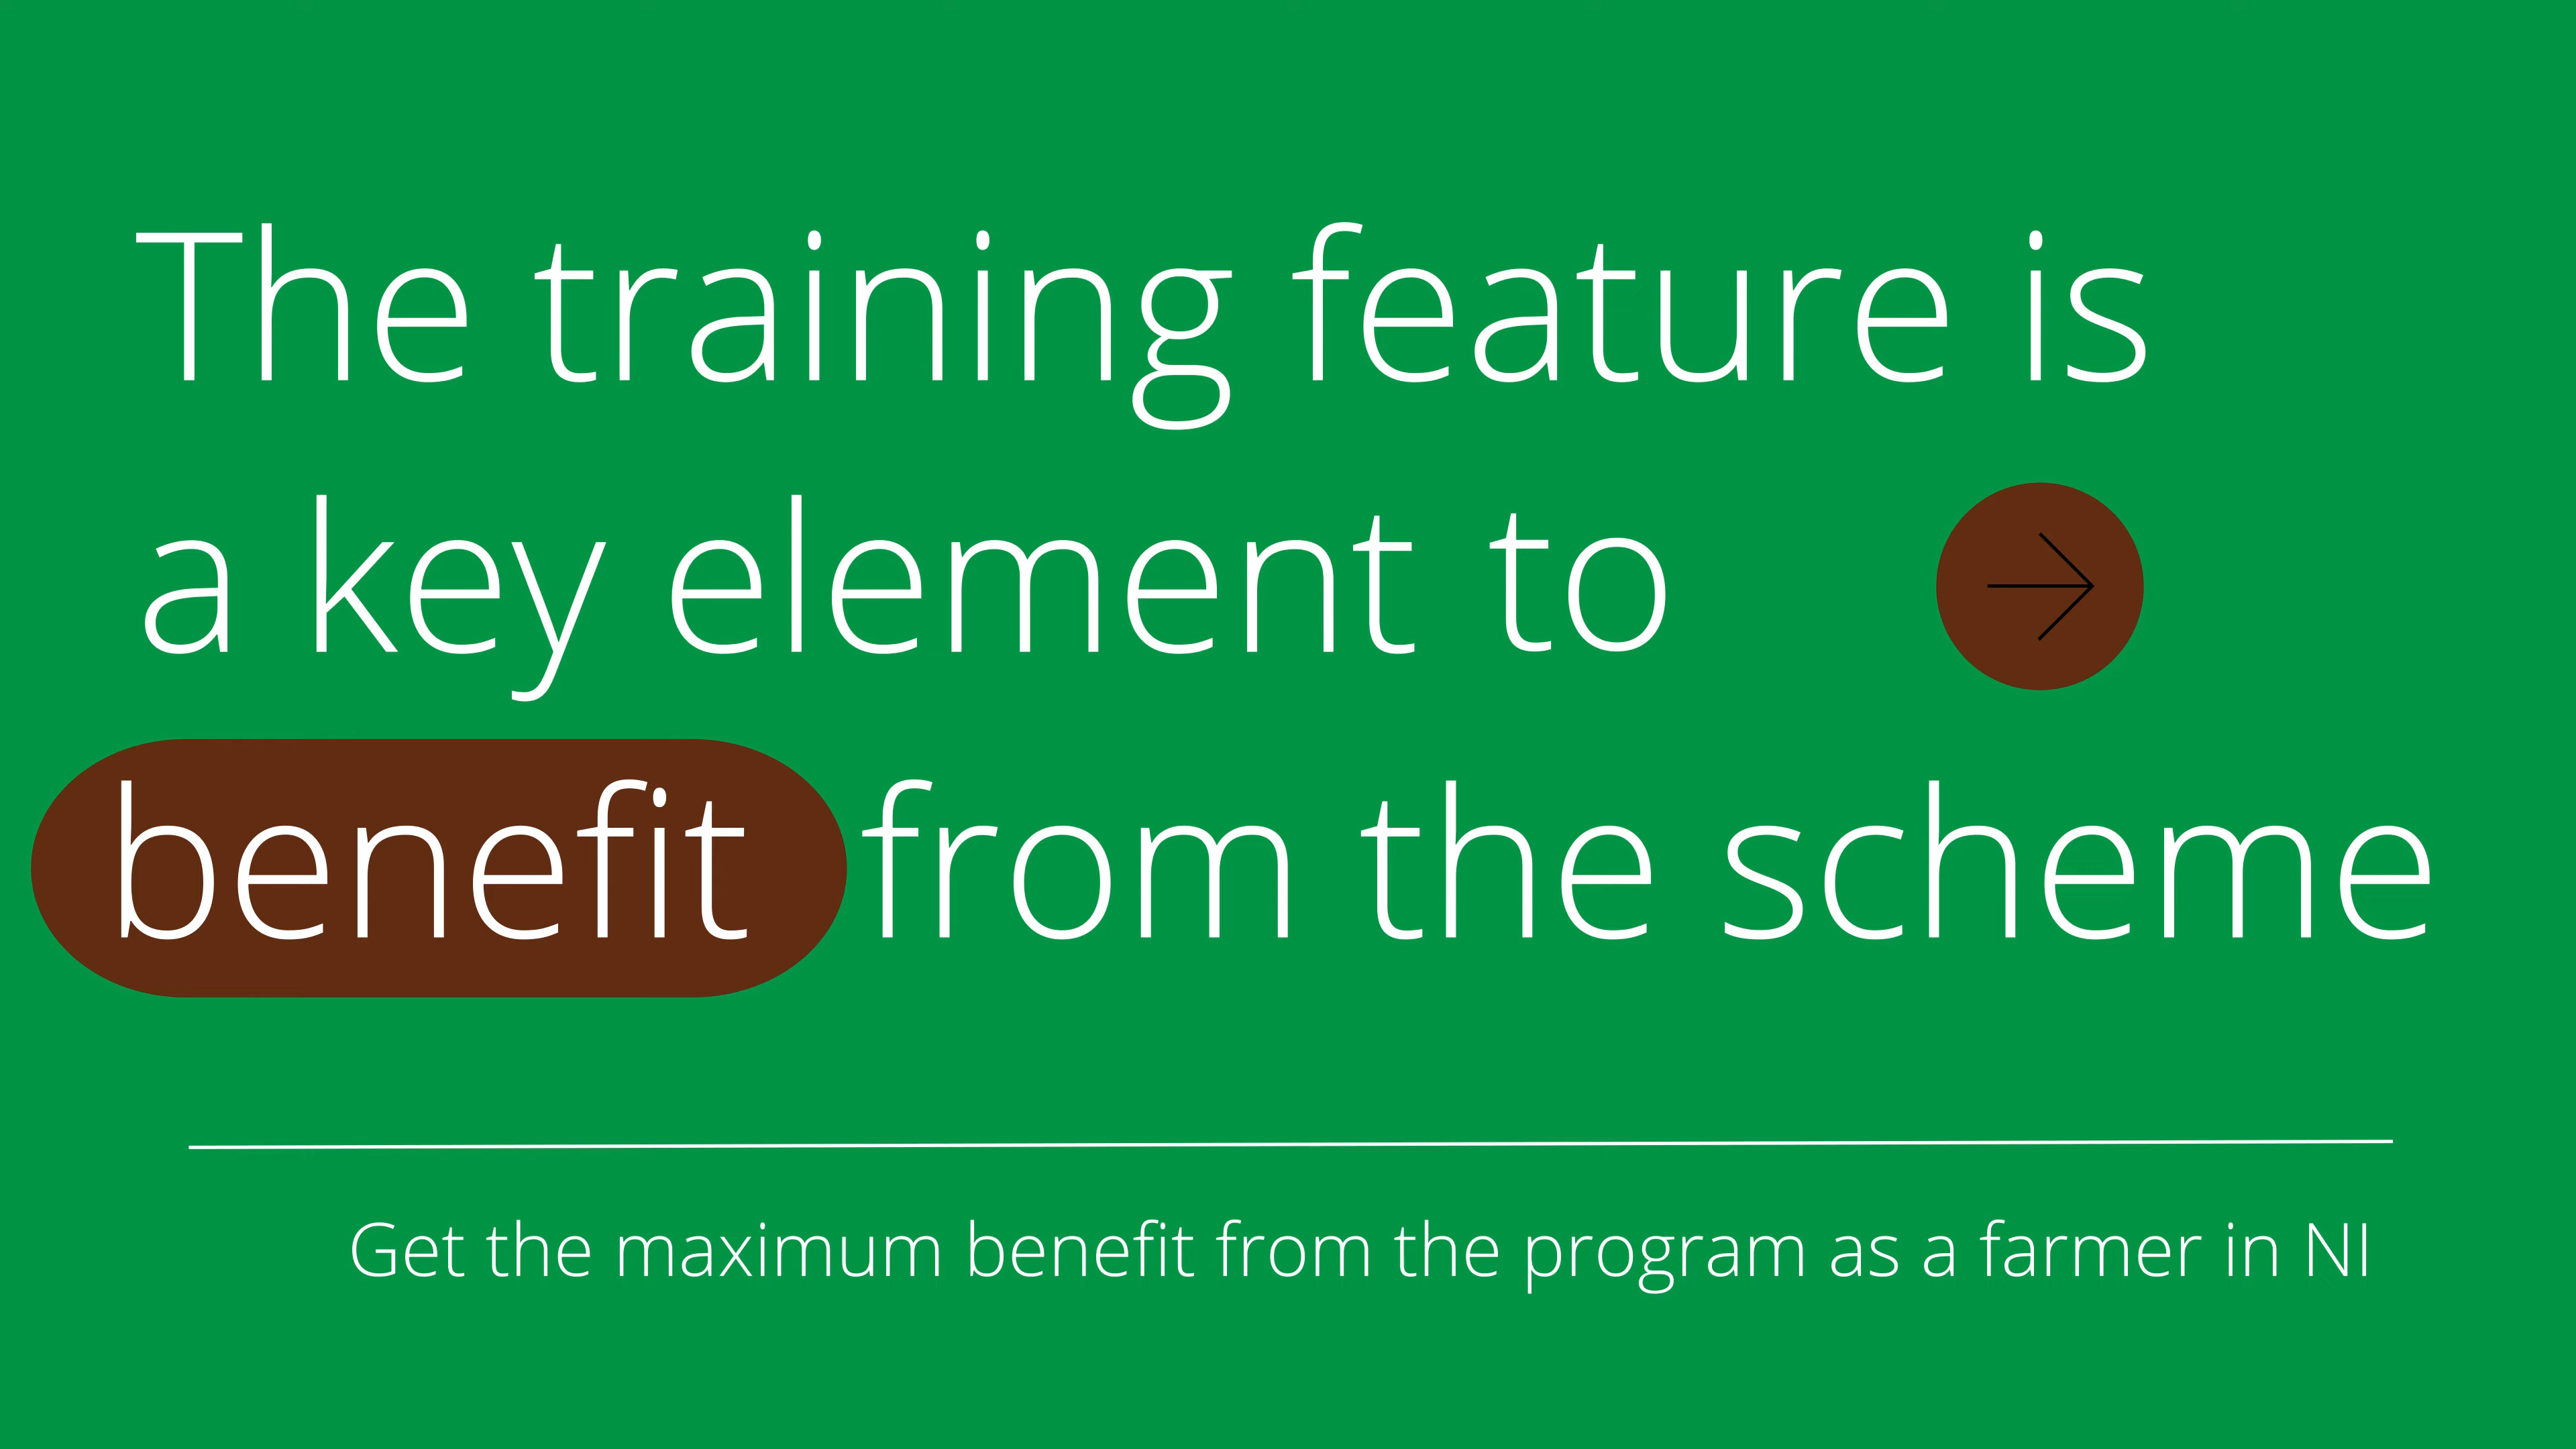 The training feature is
a key element to
benefit from the scheme
Get the maximum benefit from the program as a farmer in NI